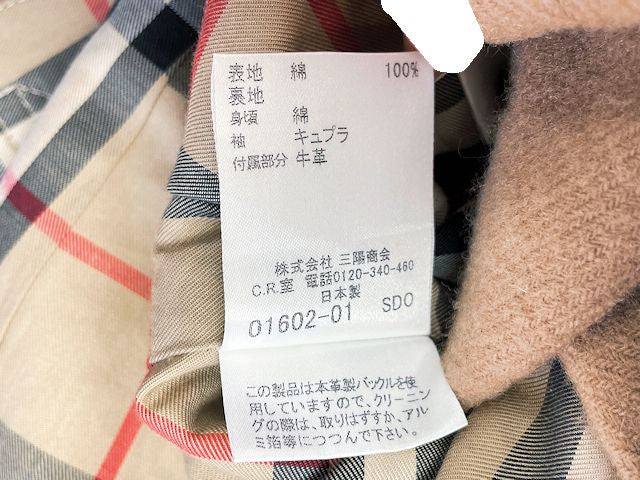 表地 綿 100%
裏地
身頃 綿
袖 キュプラ
付属部分 牛革
株式会社 三陽商会
C.R.室 電話0120-340-460
日本製
01602-01 SDO
この製品は本革製バックルを使
用していますので、クリーニン
グの際は、取りはずすか、アル
ミ箔等につつんで下さい。